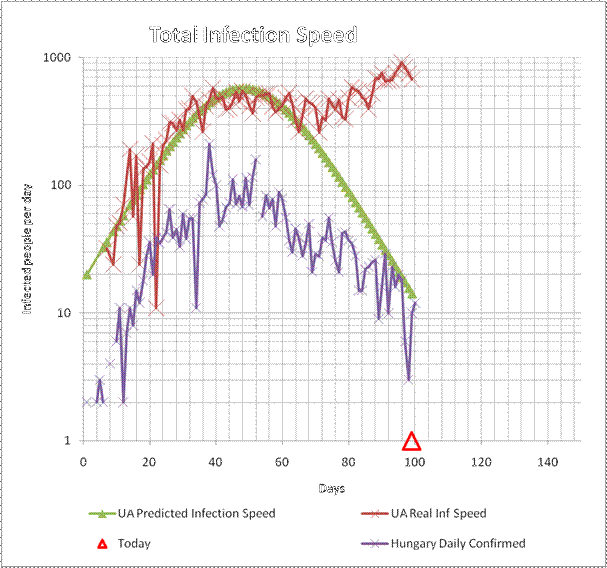 Total Infection Speed
1000
100
10
1
Infected people per day
0 20 40 60 80 100 120 140
Days
UA Predicted Infection Speed
UA Real Inf Speed
Today
Hungary Daily Confirmed